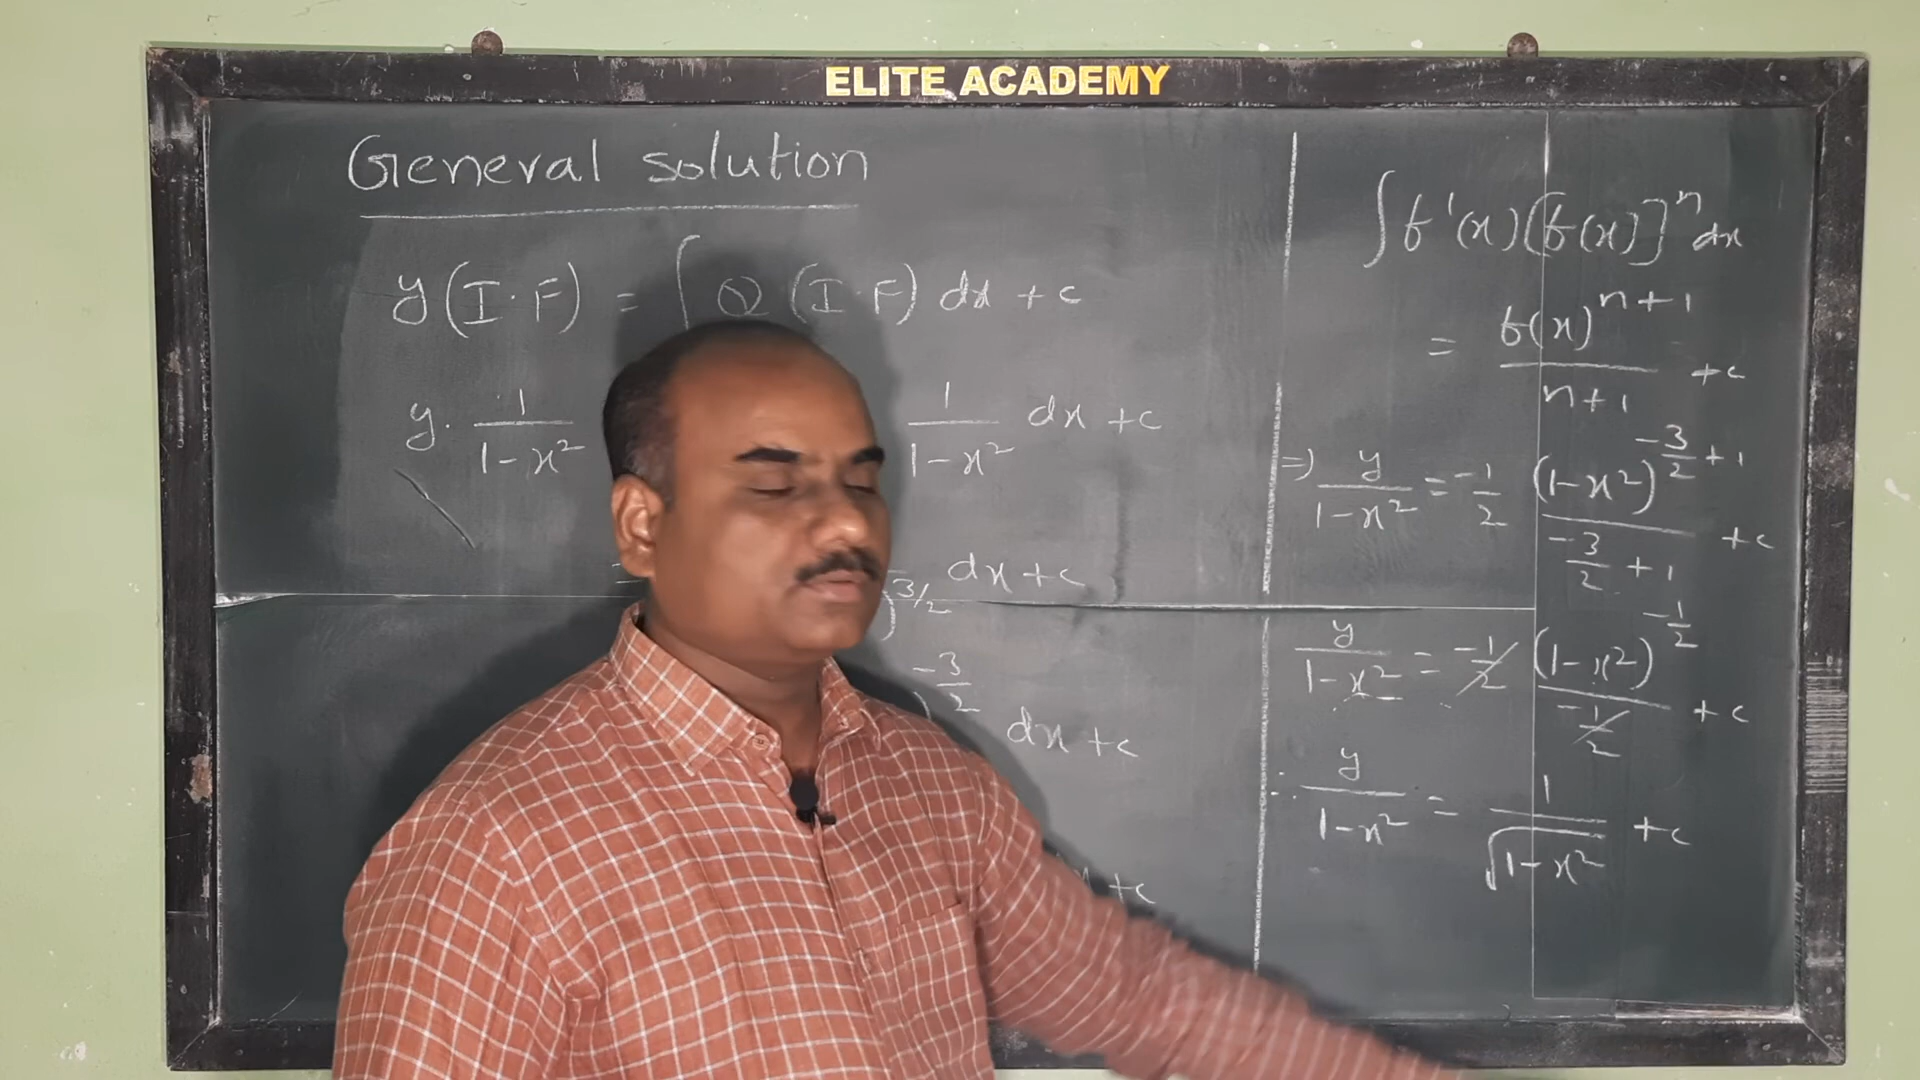 ELITE ACADEMY
General solution
y(I.F) = ∫ Q (I.F) dx + c
y. 1/(1-x²) 1/(1-x²) dx + c
3/2 dx + c
-3/2 dx + c
+c
∫f'(x)[f(x)]ⁿ dx
= f(x)ⁿ⁺¹/(n+1) + c
⇒ y/(1-x²) = -1/2 (1-x²)^(-3/2 + 1)/(-3/2 + 1) + c
y/(1-x²) = -1/2 (1-x²)^(-1/2)/(-1/2) + c
∴ y/(1-x²) = 1/√(1-x²) + c